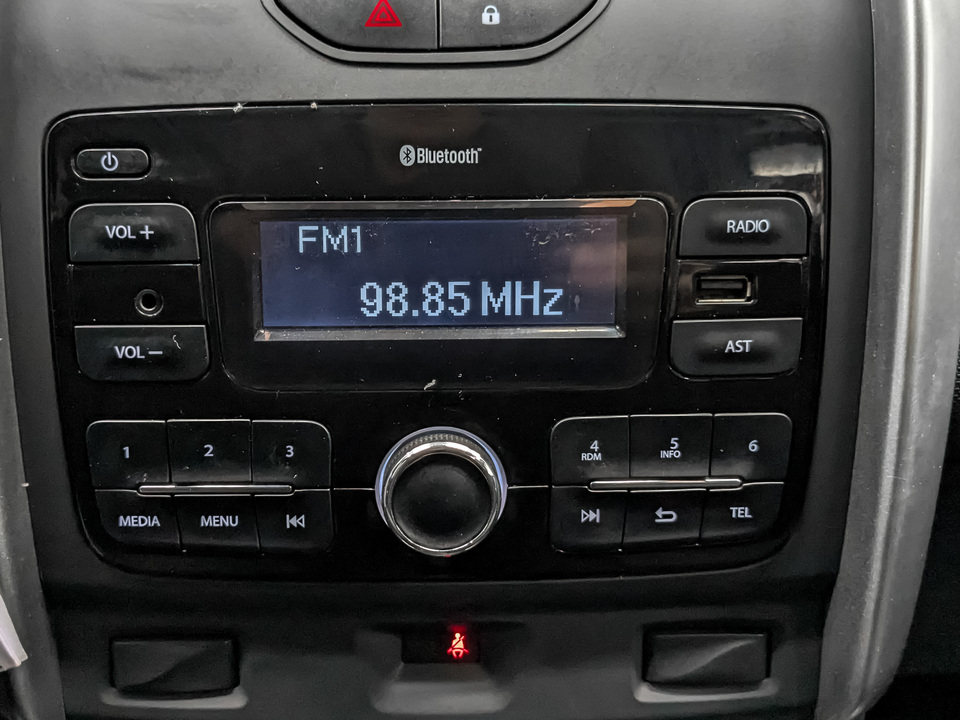 Bluetooth™
VOL +
RADIO
FM1
98.85 MHz
VOL –
AST
1 2 3
4 RDM 5 INFO 6
MEDIA MENU
TEL